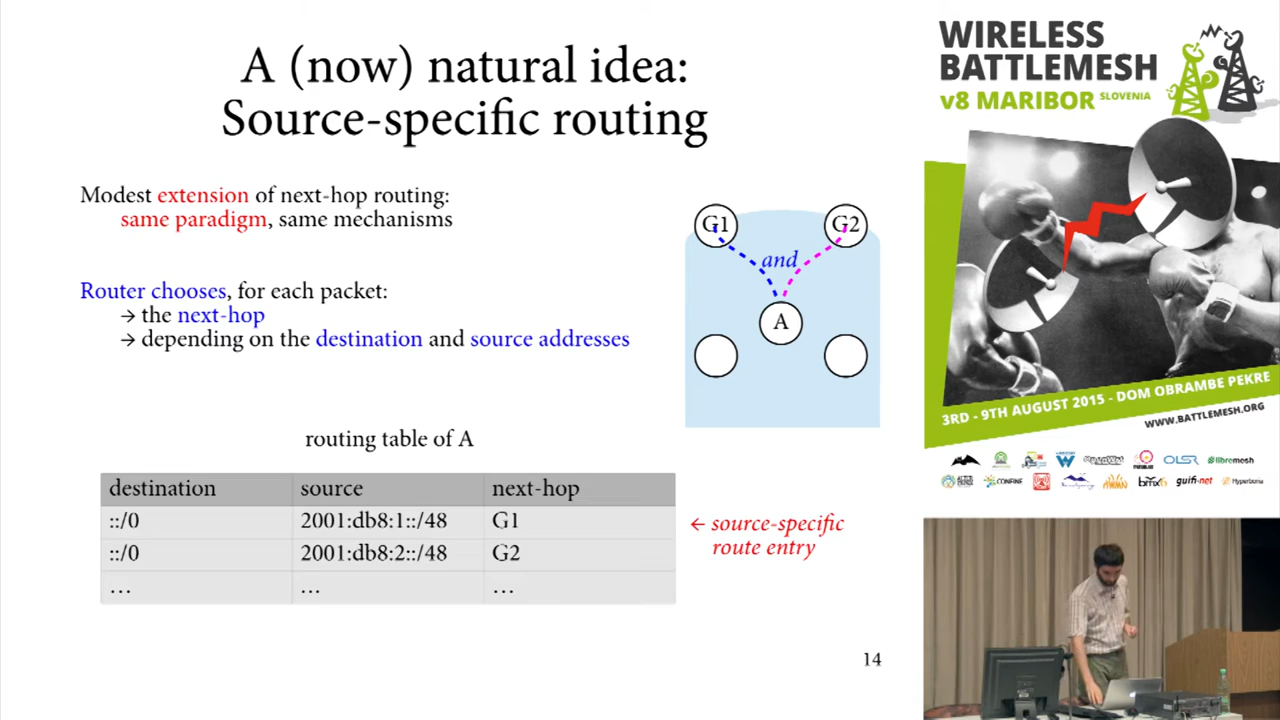 A (now) natural idea:
Source-specific routing
Modest extension of next-hop routing:
same paradigm, same mechanisms
Router chooses, for each packet:
→ the next-hop
→ depending on the destination and source addresses
G1
G2
and
A
routing table of A
destination source next-hop
::/0 2001:db8:1::/48 G1
::/0 2001:db8:2::/48 G2
… … …
← source-specific
route entry
14
WIRELESS
BATTLEMESH
v8 MARIBOR SLOVENIA
3RD - 9TH AUGUST 2015 - DOM OBRAMBE PEKRE
WWW.BATTLEMESH.ORG
OLSR libremesh
CONFINE bmx6 guifi·net Hyperboria